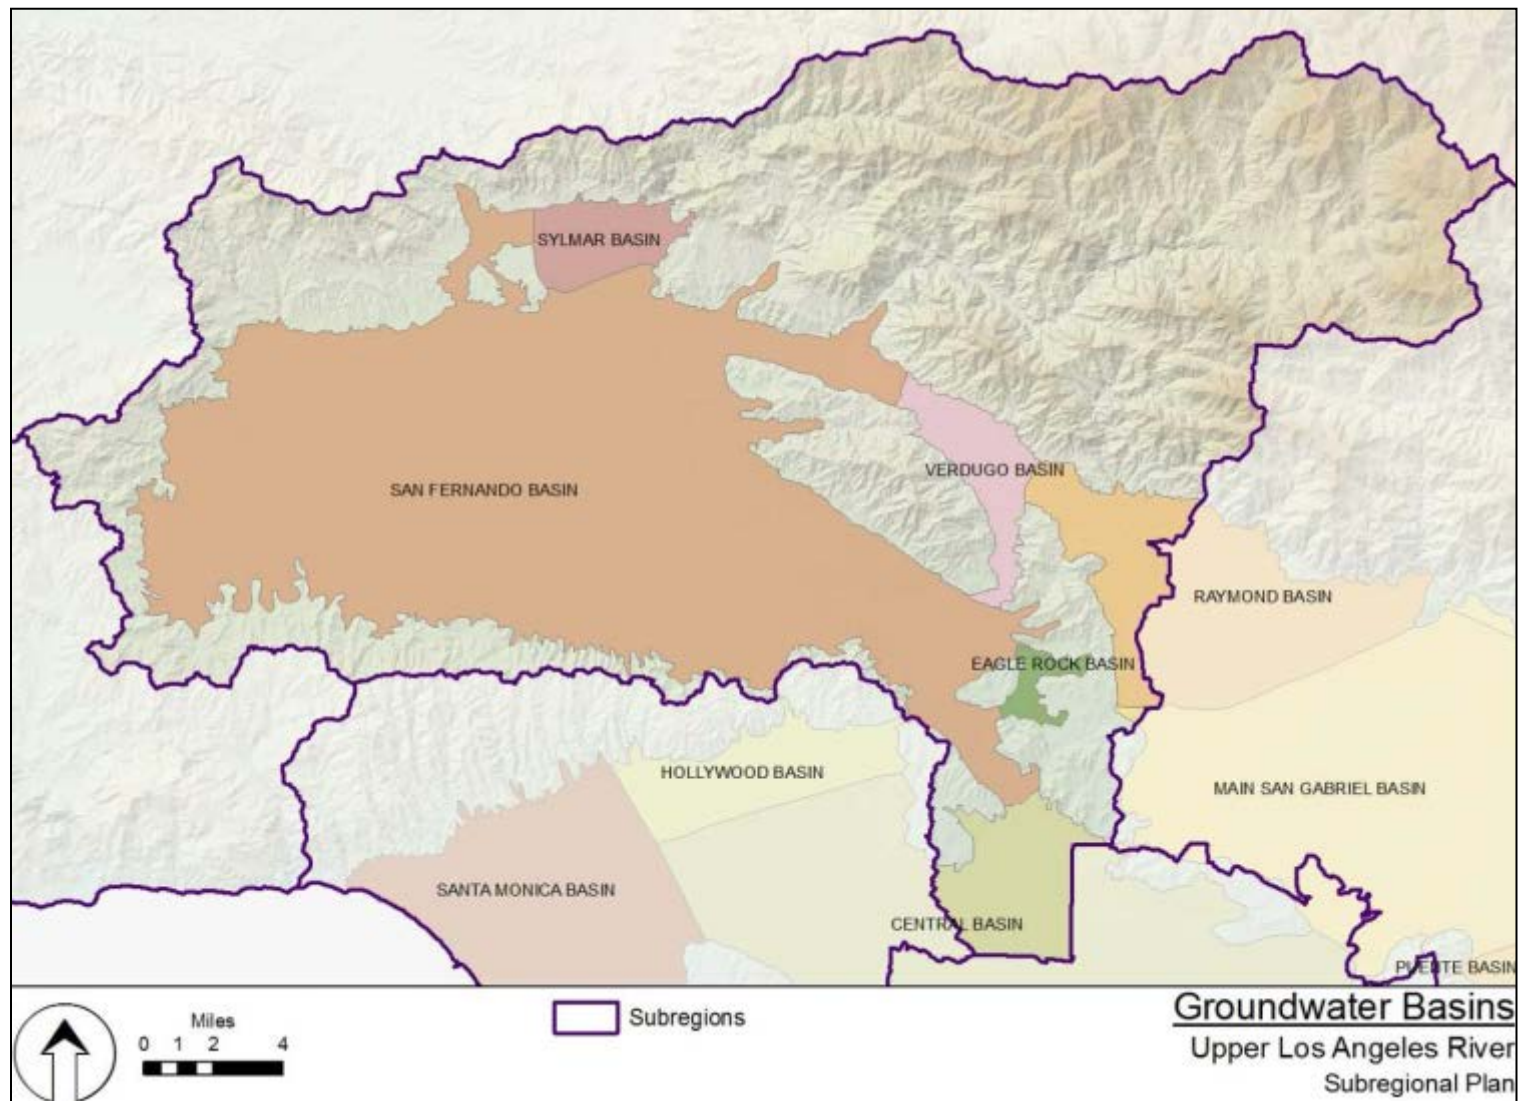 SYLMAR BASIN
VERDUGO BASIN
SAN FERNANDO BASIN
RAYMOND BASIN
EAGLE ROCK BASIN
HOLLYWOOD BASIN
MAIN SAN GABRIEL BASIN
SANTA MONICA BASIN
CENTRAL BASIN
PUENTE BASIN
Miles
0 1 2 4
Subregions
Groundwater Basins
Upper Los Angeles River
Subregional Plan